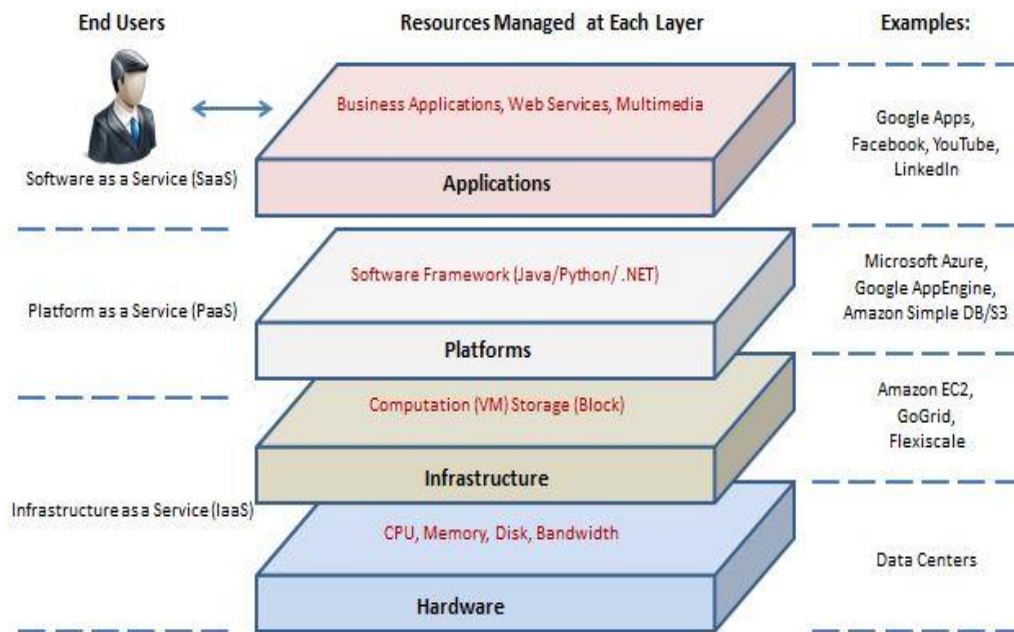 End Users
Resources Managed at Each Layer
Examples:
Business Applications, Web Services, Multimedia
Applications
Software as a Service (SaaS)
Google Apps,
Facebook, YouTube,
LinkedIn
Software Framework (Java/Python/ .NET)
Platforms
Platform as a Service (PaaS)
Microsoft Azure,
Google AppEngine,
Amazon Simple DB/S3
Computation (VM) Storage (Block)
Infrastructure
Amazon EC2,
GoGrid,
Flexiscale
Infrastructure as a Service (IaaS)
CPU, Memory, Disk, Bandwidth
Hardware
Data Centers